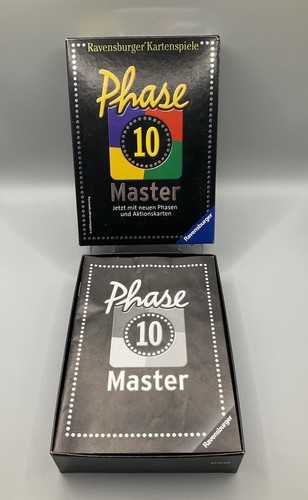 Ravensburger® Kartenspiele
Phase
10
Master
Jetzt mit neuen Phasen
und Aktionskarten
Ravensburger
Phase
10
Master
Ravensburger